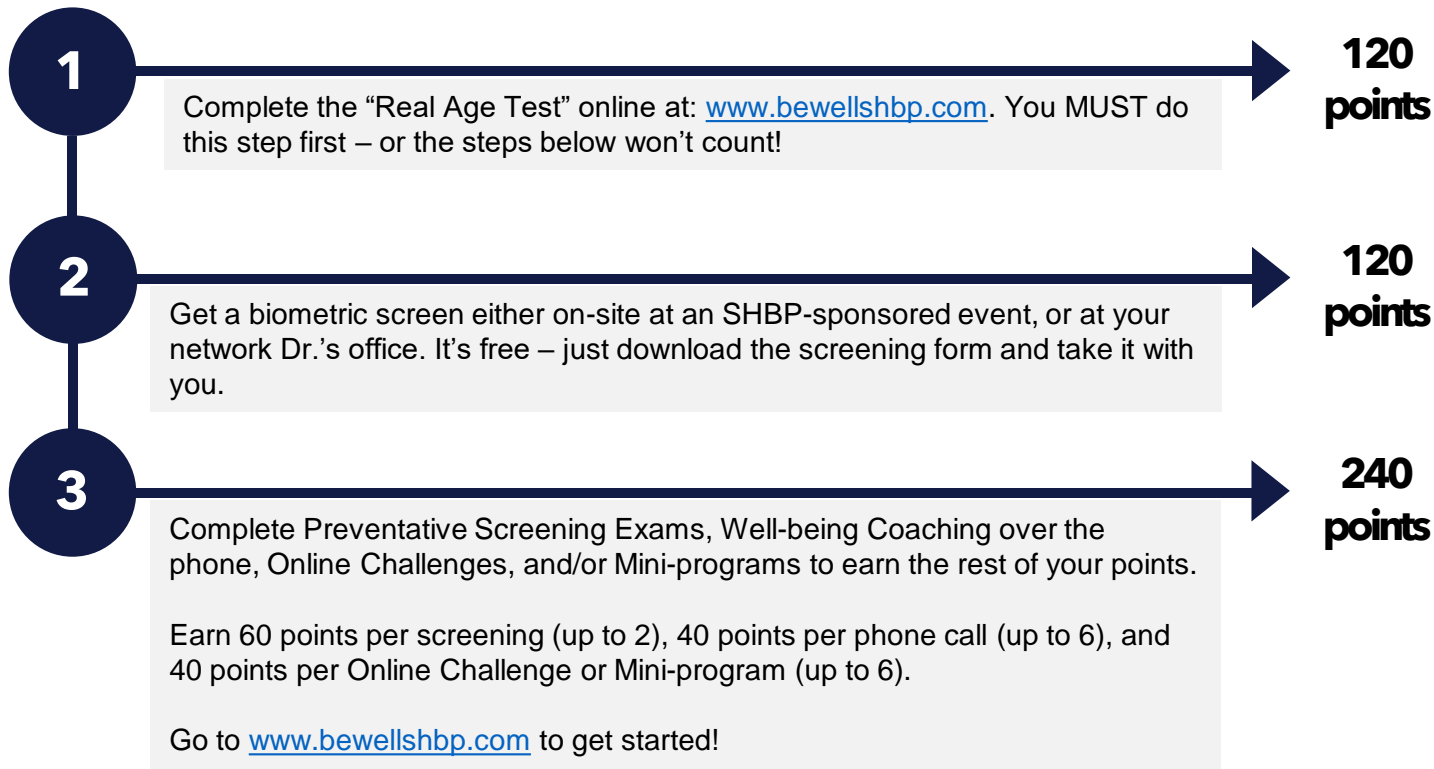 1
120
points
Complete the “Real Age Test” online at: www.bewellshbp.com. You MUST do
this step first – or the steps below won’t count!
2
120
points
Get a biometric screen either on-site at an SHBP-sponsored event, or at your
network Dr.’s office. It’s free – just download the screening form and take it with
you.
3
240
points
Complete Preventative Screening Exams, Well-being Coaching over the
phone, Online Challenges, and/or Mini-programs to earn the rest of your points.
Earn 60 points per screening (up to 2), 40 points per phone call (up to 6), and
40 points per Online Challenge or Mini-program (up to 6).
Go to www.bewellshbp.com to get started!